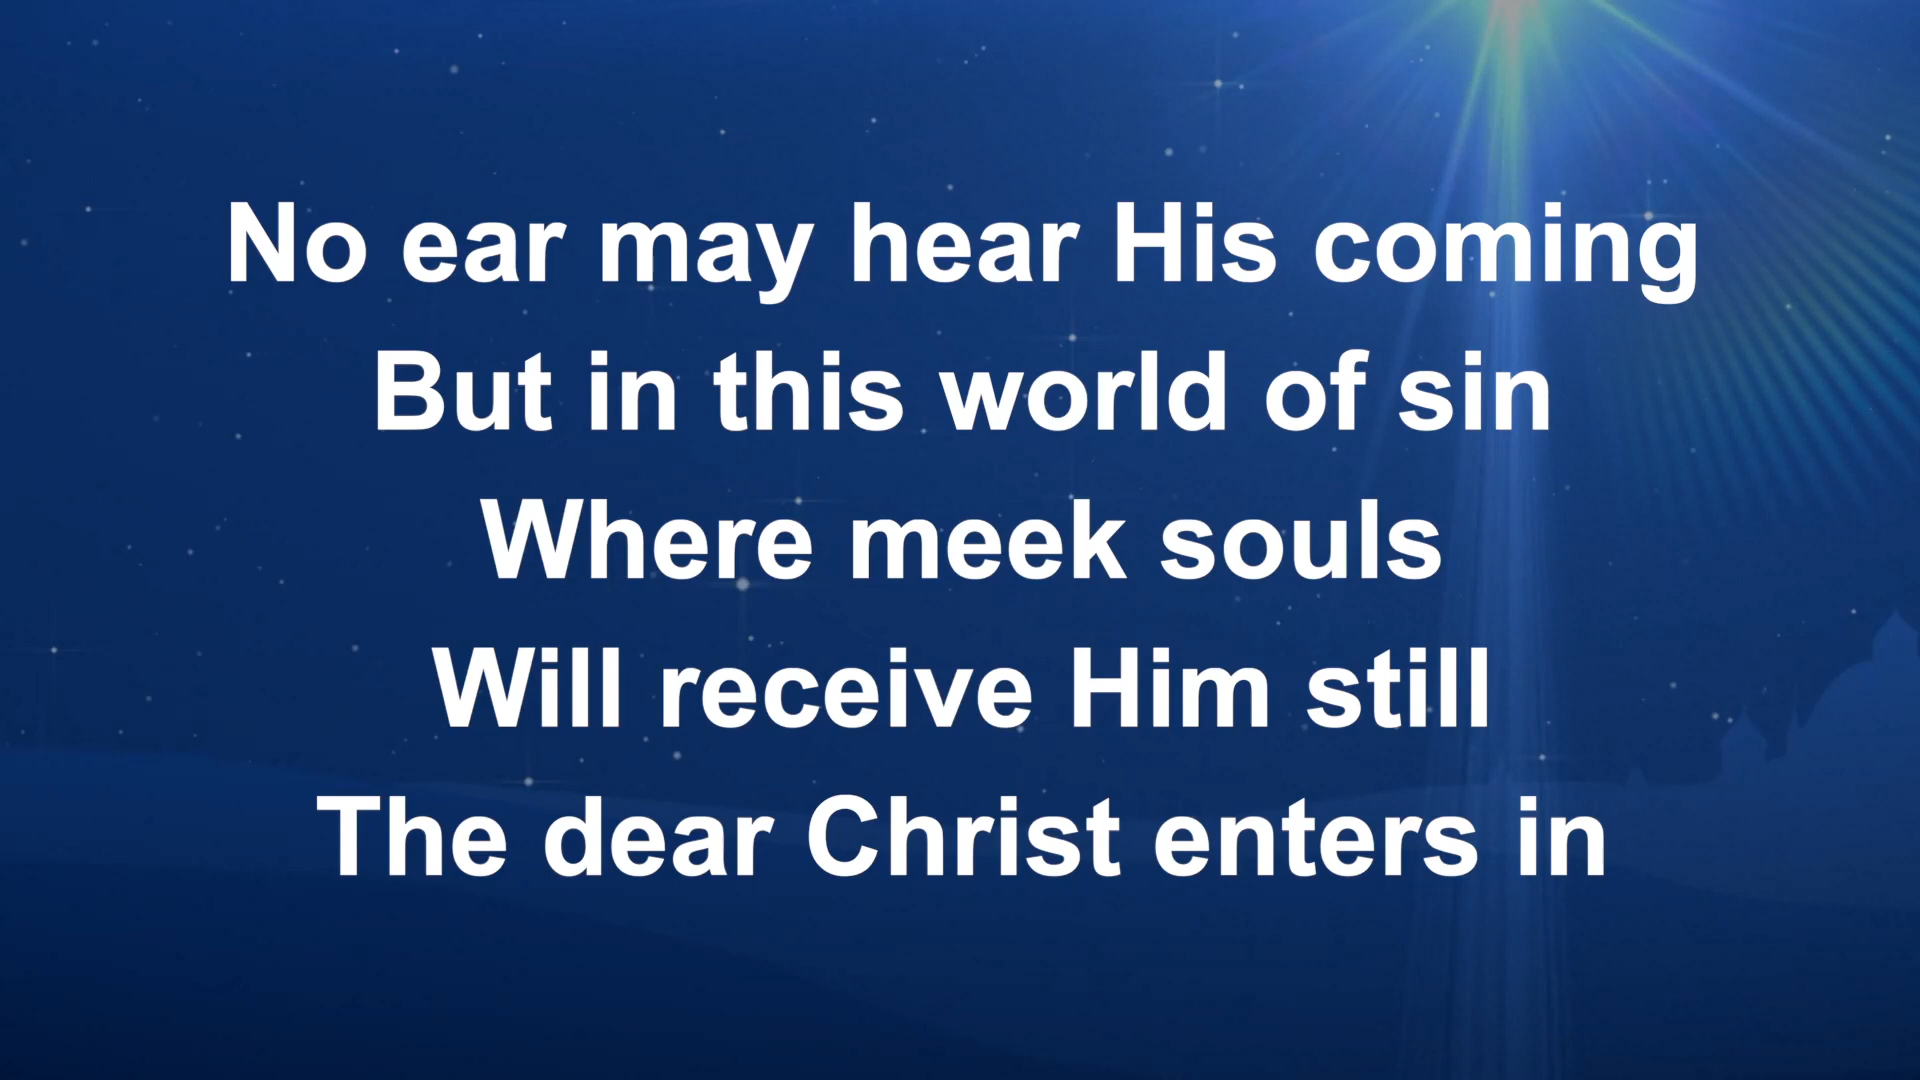 No ear may hear His coming
But in this world of sin
Where meek souls
Will receive Him still
The dear Christ enters in